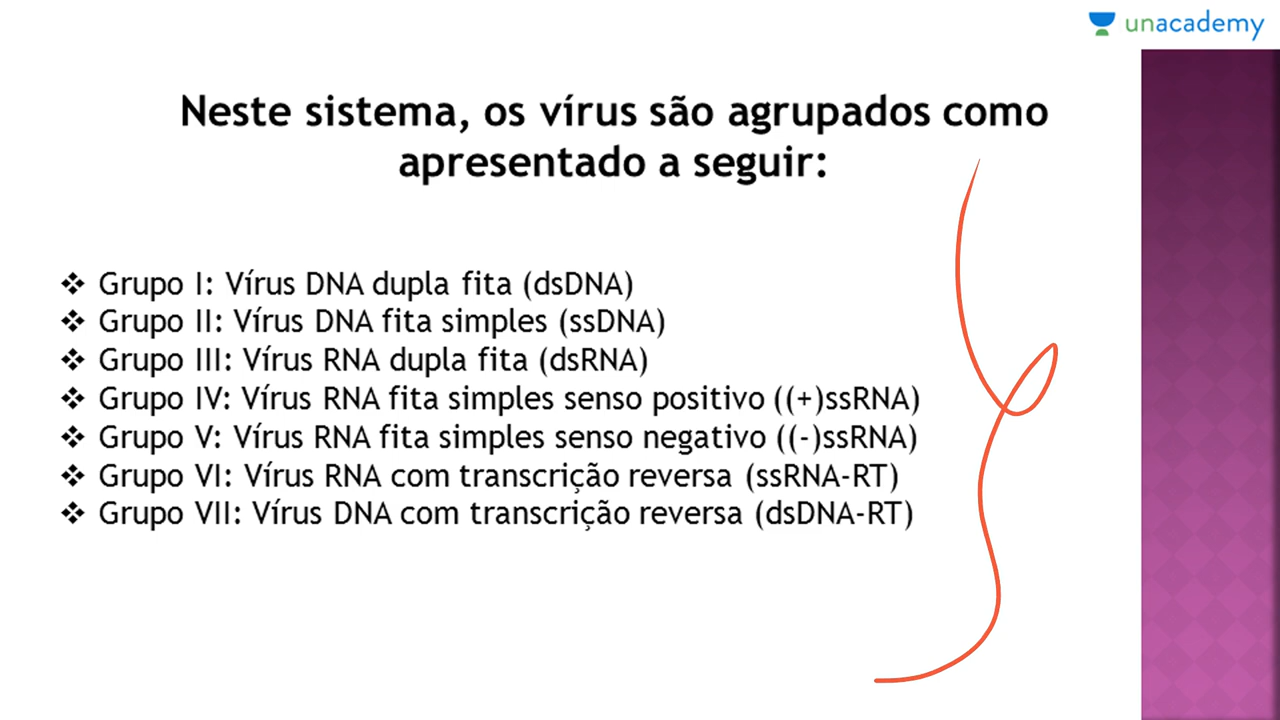 unacademy
Neste sistema, os vírus são agrupados como
apresentado a seguir:
❖ Grupo I: Vírus DNA dupla fita (dsDNA)
❖ Grupo II: Vírus DNA fita simples (ssDNA)
❖ Grupo III: Vírus RNA dupla fita (dsRNA)
❖ Grupo IV: Vírus RNA fita simples senso positivo ((+)ssRNA)
❖ Grupo V: Vírus RNA fita simples senso negativo ((-)ssRNA)
❖ Grupo VI: Vírus RNA com transcrição reversa (ssRNA-RT)
❖ Grupo VII: Vírus DNA com transcrição reversa (dsDNA-RT)